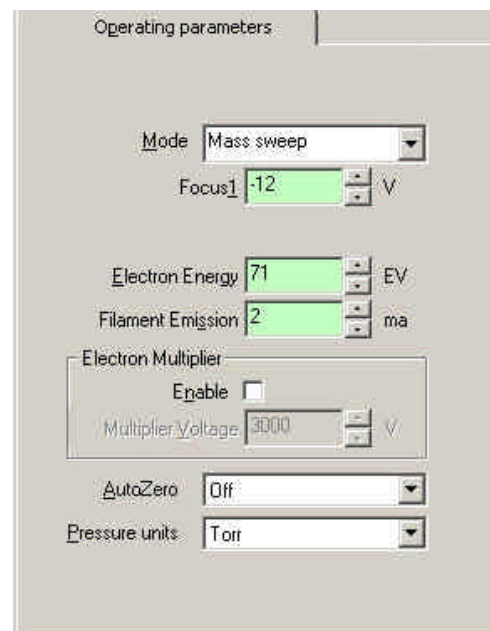 Operating parameters
Mode Mass sweep
Focus1 -12 V
Electron Energy 71 EV
Filament Emission 2 ma
Electron Multiplier
Enable
Multiplier Voltage 3000 V
AutoZero Off
Pressure units Torr